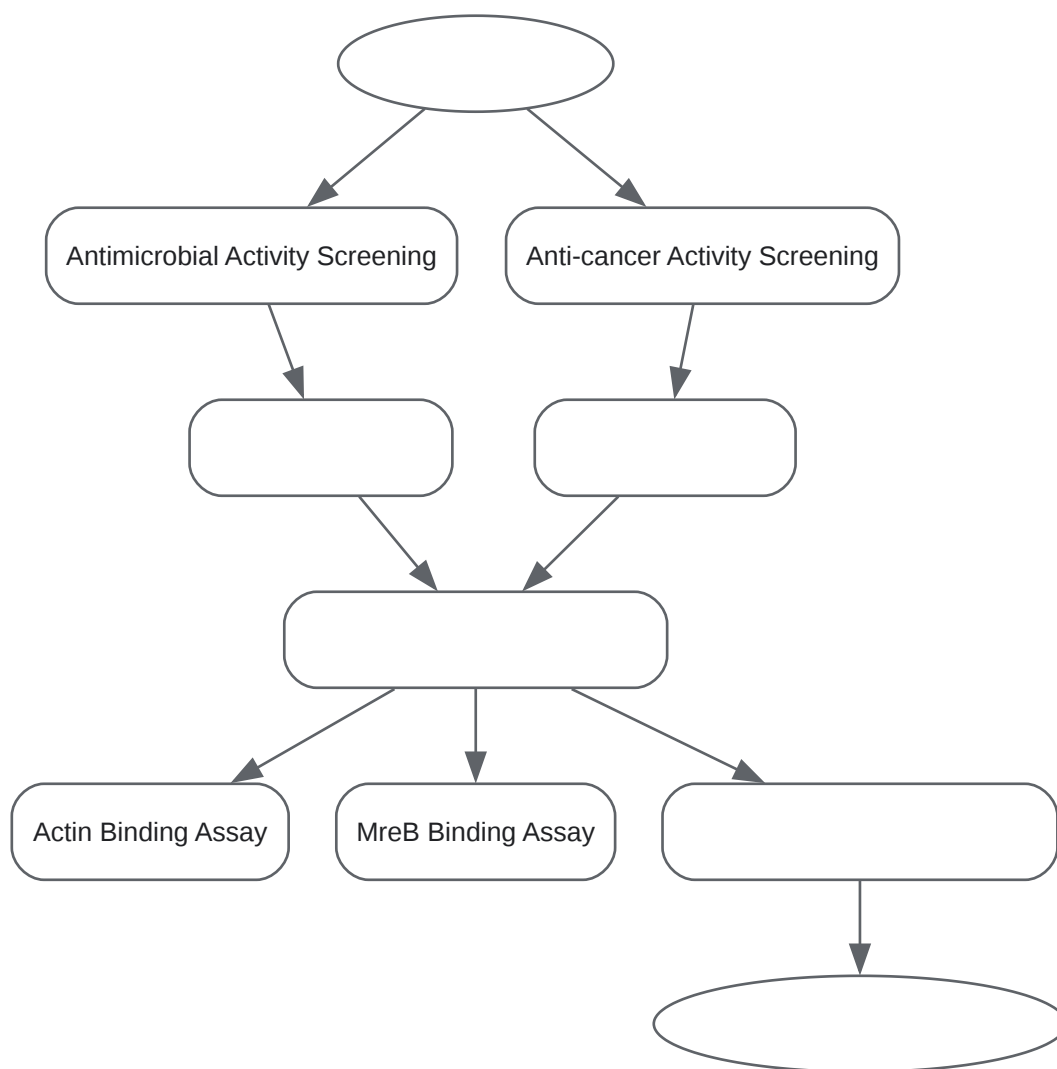 Antimicrobial Activity Screening
Anti-cancer Activity Screening
Actin Binding Assay
MreB Binding Assay